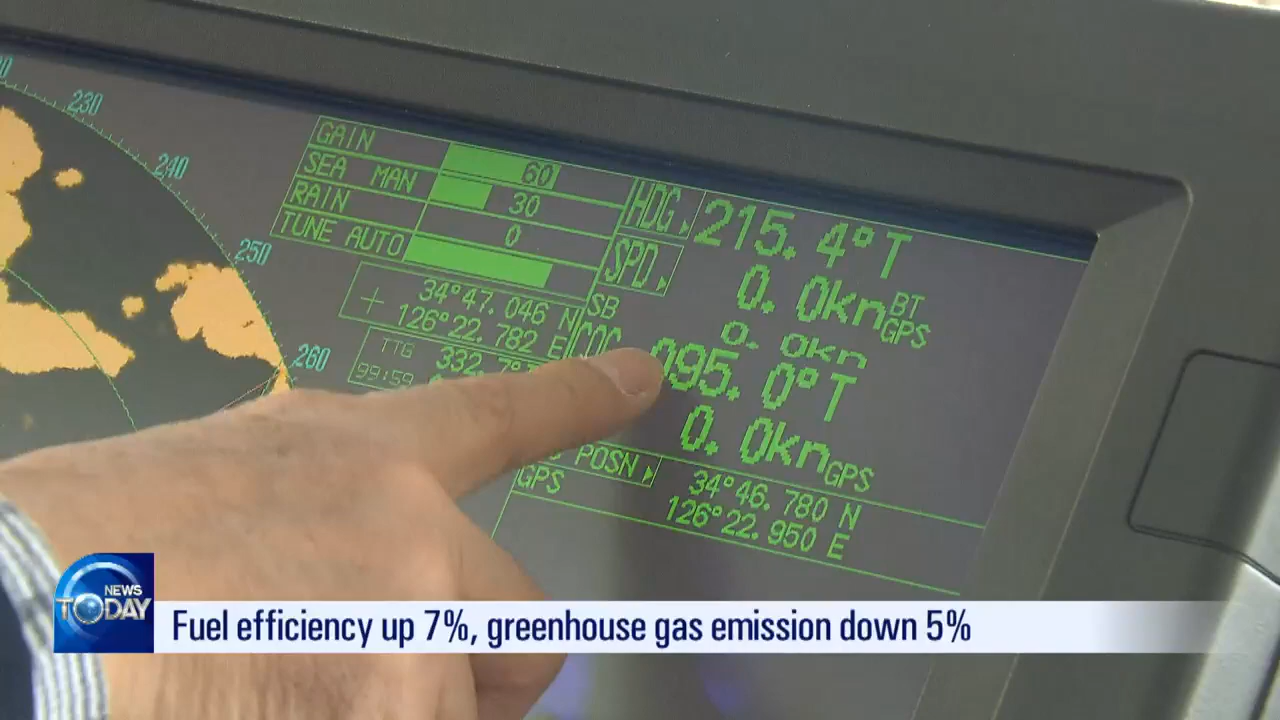 230
240
250
260
GAIN 60
SEA MAN 30
RAIN 0
TUNE AUTO
34°47.046 N
126°22.782 E
TTG
99:59
332.7°T
HDG 215.4°T
SPD 0.0kn BT
GPS
SB 0.0kn
COG 095.0°T
0.0kn GPS
POSN 34°46.780 N
GPS 126°22.950 E
NEWS
TODAY
Fuel efficiency up 7%, greenhouse gas emission down 5%